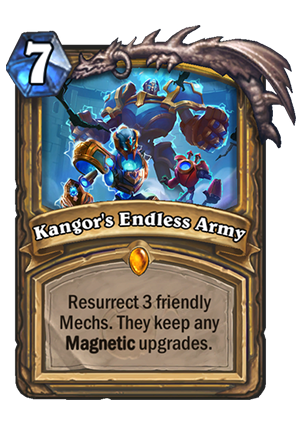 7
Kangor's Endless Army
Resurrect 3 friendly
Mechs. They keep any
Magnetic upgrades.